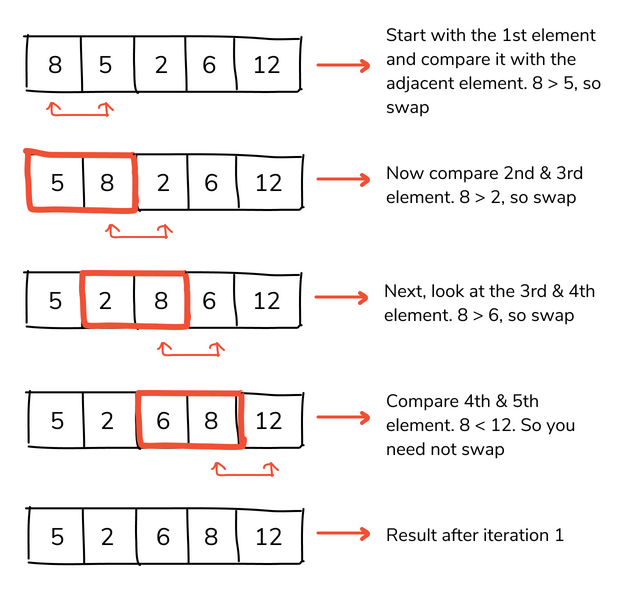 8 5 2 6 12
Start with the 1st element
and compare it with the
adjacent element. 8 > 5, so
swap
5 8 2 6 12
Now compare 2nd & 3rd
element. 8 > 2, so swap
5 2 8 6 12
Next, look at the 3rd & 4th
element. 8 > 6, so swap
5 2 6 8 12
Compare 4th & 5th
element. 8 < 12. So you
need not swap
5 2 6 8 12
Result after iteration 1